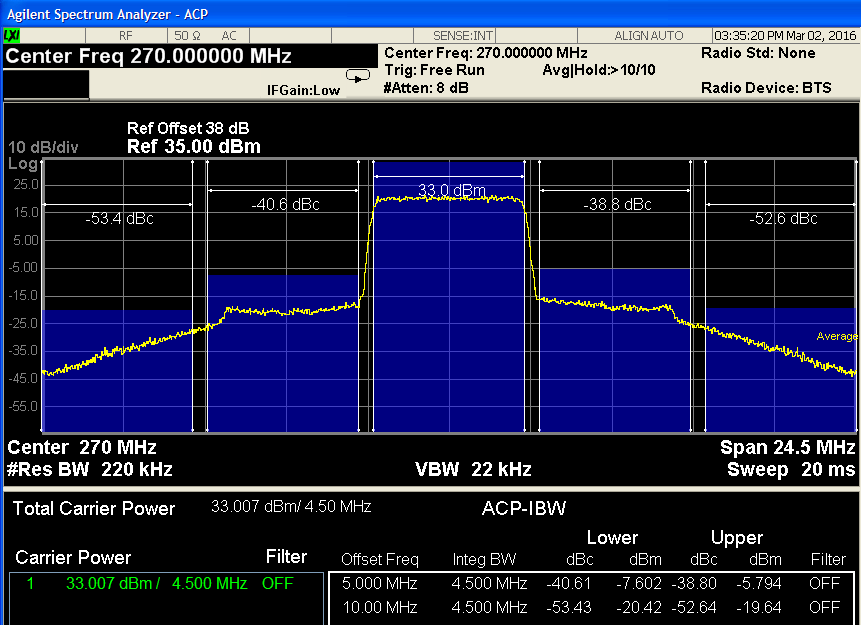 Agilent Spectrum Analyzer - ACP
LXI RF 50 Ω AC SENSE:INT ALIGN AUTO 03:35:20 PM Mar 02, 2016
Center Freq 270.000000 MHz
Center Freq: 270.000000 MHz Radio Std: None
Trig: Free Run Avg|Hold:>10/10
IFGain:Low #Atten: 8 dB Radio Device: BTS
Ref Offset 38 dB
10 dB/div Ref 35.00 dBm
Log
25.0
33.0 dBm
-40.6 dBc -38.8 dBc
15.0
-53.4 dBc -52.6 dBc
5.00
-5.00
-15.0
-25.0
Average
-35.0
-45.0
-55.0
Center 270 MHz Span 24.5 MHz
#Res BW 220 kHz VBW 22 kHz Sweep 20 ms
Total Carrier Power 33.007 dBm/ 4.50 MHz ACP-IBW
Lower Upper
Carrier Power Filter Offset Freq Integ BW dBc dBm dBc dBm Filter
1 33.007 dBm / 4.500 MHz OFF 5.000 MHz 4.500 MHz -40.61 -7.602 -38.80 -5.794 OFF
10.00 MHz 4.500 MHz -53.43 -20.42 -52.64 -19.64 OFF